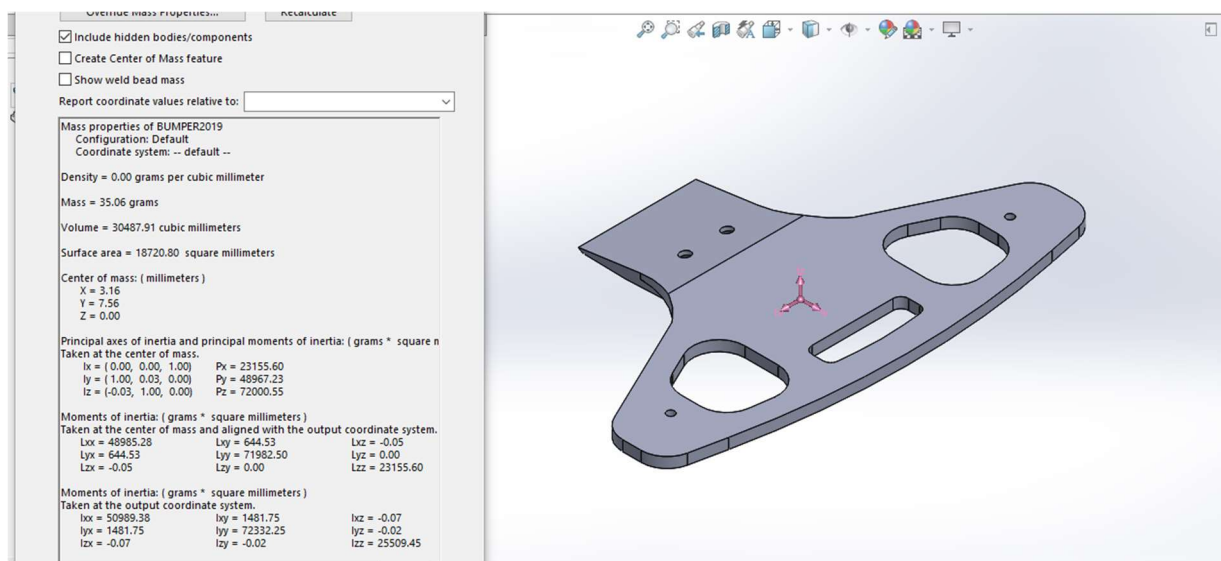 Override Mass Properties... Recalculate
Include hidden bodies/components
Create Center of Mass feature
Show weld bead mass
Report coordinate values relative to:
Mass properties of BUMPER2019
Configuration: Default
Coordinate system: -- default --
Density = 0.00 grams per cubic millimeter
Mass = 35.06 grams
Volume = 30487.91 cubic millimeters
Surface area = 18720.80 square millimeters
Center of mass: ( millimeters )
X = 3.16
Y = 7.56
Z = 0.00
Principal axes of inertia and principal moments of inertia: ( grams * square
Taken at the center of mass.
Ix = ( 0.00, 0.00, 1.00) Px = 23155.60
Iy = ( 1.00, 0.03, 0.00) Py = 48967.23
Iz = (-0.03, 1.00, 0.00) Pz = 72000.55
Moments of inertia: ( grams * square millimeters )
Taken at the center of mass and aligned with the output coordinate system.
Lxx = 48985.28 Lxy = 644.53 Lxz = -0.05
Lyx = 644.53 Lyy = 71982.50 Lyz = 0.00
Lzx = -0.05 Lzy = 0.00 Lzz = 23155.60
Moments of inertia: ( grams * square millimeters )
Taken at the output coordinate system.
Ixx = 50989.38 Ixy = 1481.75 Ixz = -0.07
Iyx = 1481.75 Iyy = 72332.25 Iyz = -0.02
Izx = -0.07 Izy = -0.02 Izz = 25509.45